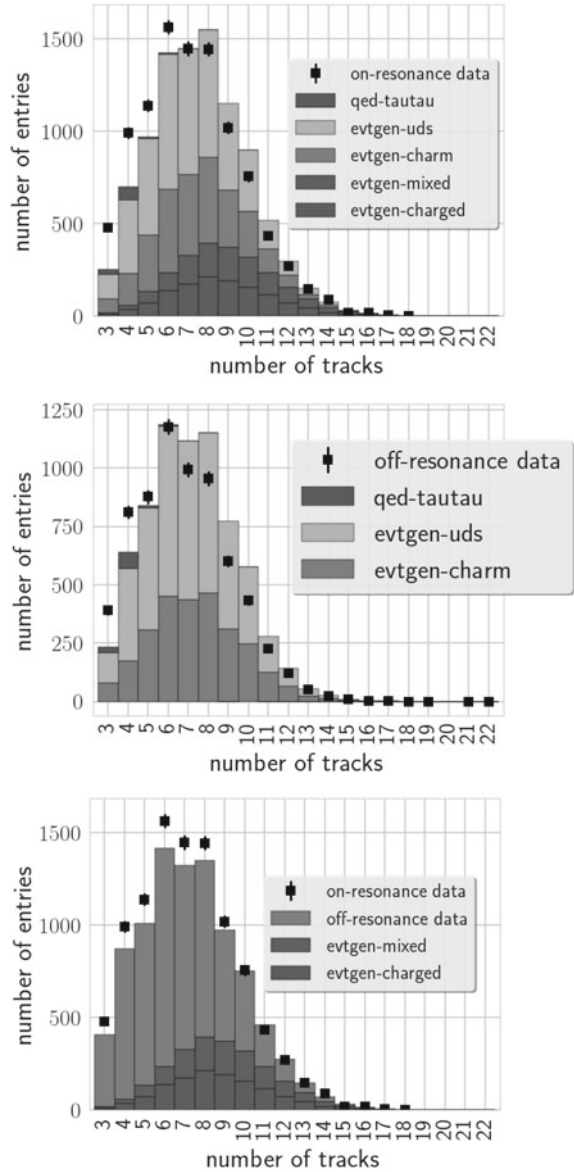 1500
1000
500
0
number of entries
on-resonance data
qed-tautau
evtgen-uds
evtgen-charm
evtgen-mixed
evtgen-charged
3 4 5 6 7 8 9 10 11 12 13 14 15 16 17 18 19 20 21 22
number of tracks
1250
1000
750
500
250
0
number of entries
off-resonance data
qed-tautau
evtgen-uds
evtgen-charm
3 4 5 6 7 8 9 10 11 12 13 14 15 16 17 18 19 20 21 22
number of tracks
1500
1000
500
0
number of entries
on-resonance data
off-resonance data
evtgen-mixed
evtgen-charged
3 4 5 6 7 8 9 10 11 12 13 14 15 16 17 18 19 20 21 22
number of tracks